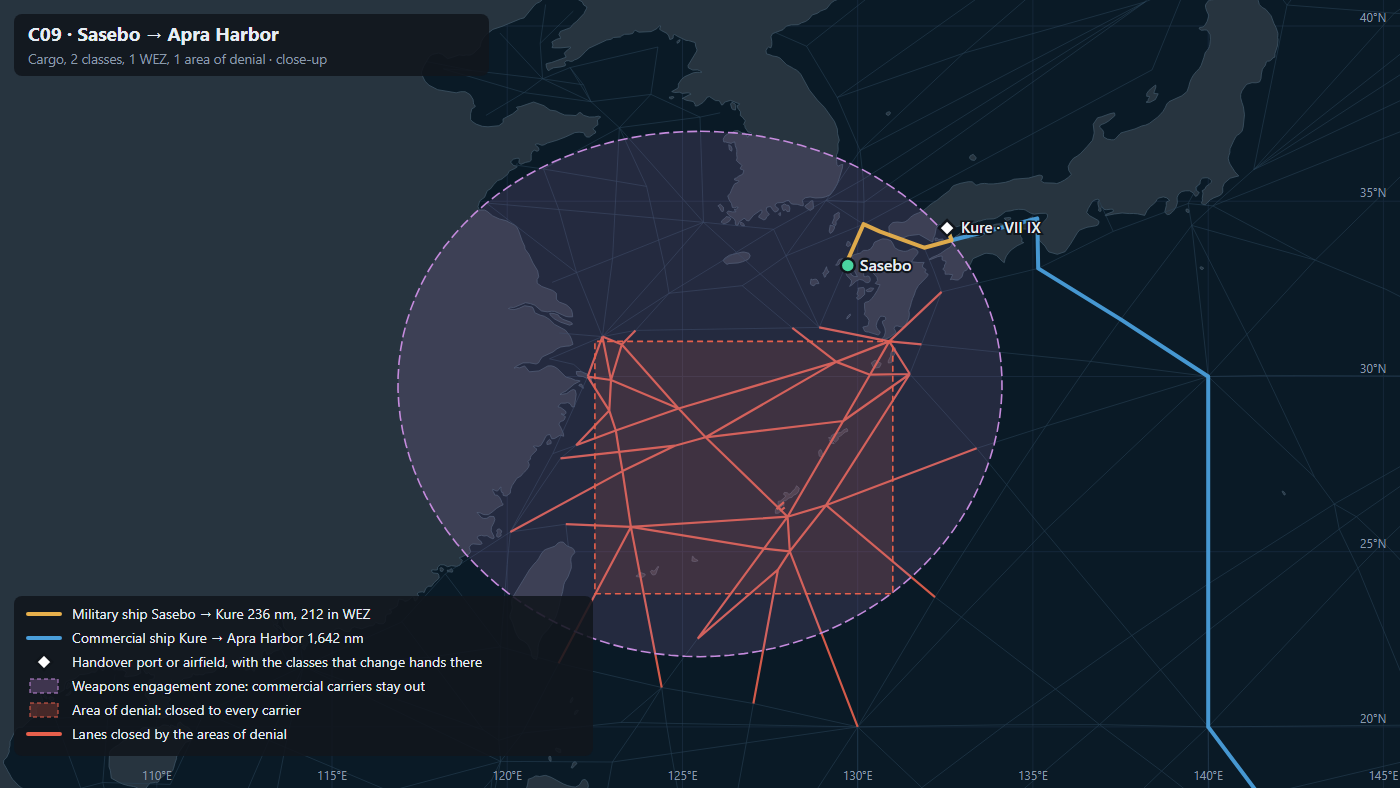 C09 · Sasebo → Apra Harbor
Cargo, 2 classes, 1 WEZ, 1 area of denial · close-up
40°N
35°N
Kure · VII IX
Sasebo
30°N
25°N
Military ship Sasebo → Kure 236 nm, 212 in WEZ
Commercial ship Kure → Apra Harbor 1,642 nm
Handover port or airfield, with the classes that change hands there
Weapons engagement zone: commercial carriers stay out
Area of denial: closed to every carrier
20°N
Lanes closed by the areas of denial
110°E
115°E
120°E
125°E
130°E
135°E
140°E
145°E